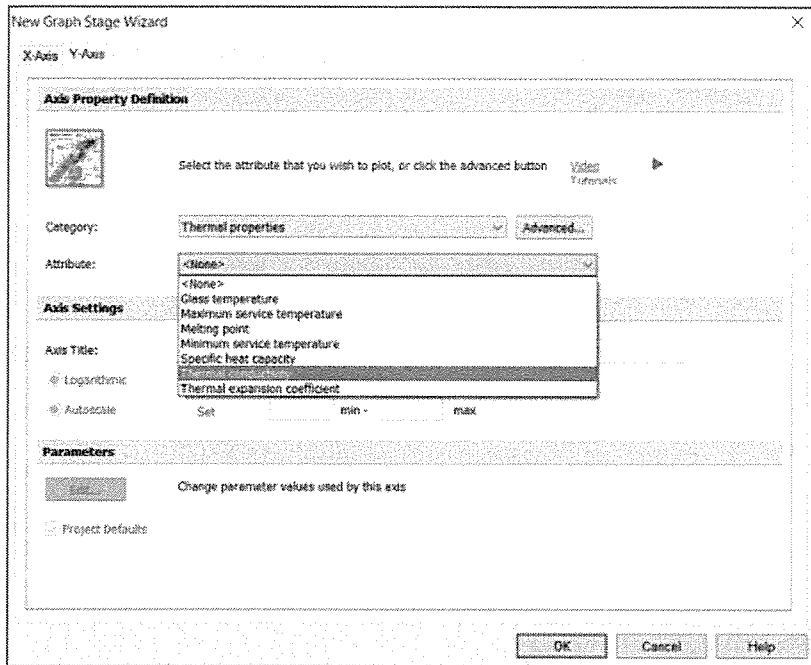 New Graph Stage Wizard
X-Axis Y-Axis
Axis Property Definition
Select the attribute that you wish to plot, or click the advanced button Video Tutorials
Category: Thermal properties Advanced...
Attribute: <None>
<None>
Glass temperature
Maximum service temperature
Melting point
Minimum service temperature
Specific heat capacity
Thermal
Thermal expansion coefficient
Axis Settings
Axis Title:
Logarithmic
Autoscale Set min - max
Parameters
Change parameter values used by this axis
Project Defaults
OK Cancel Help